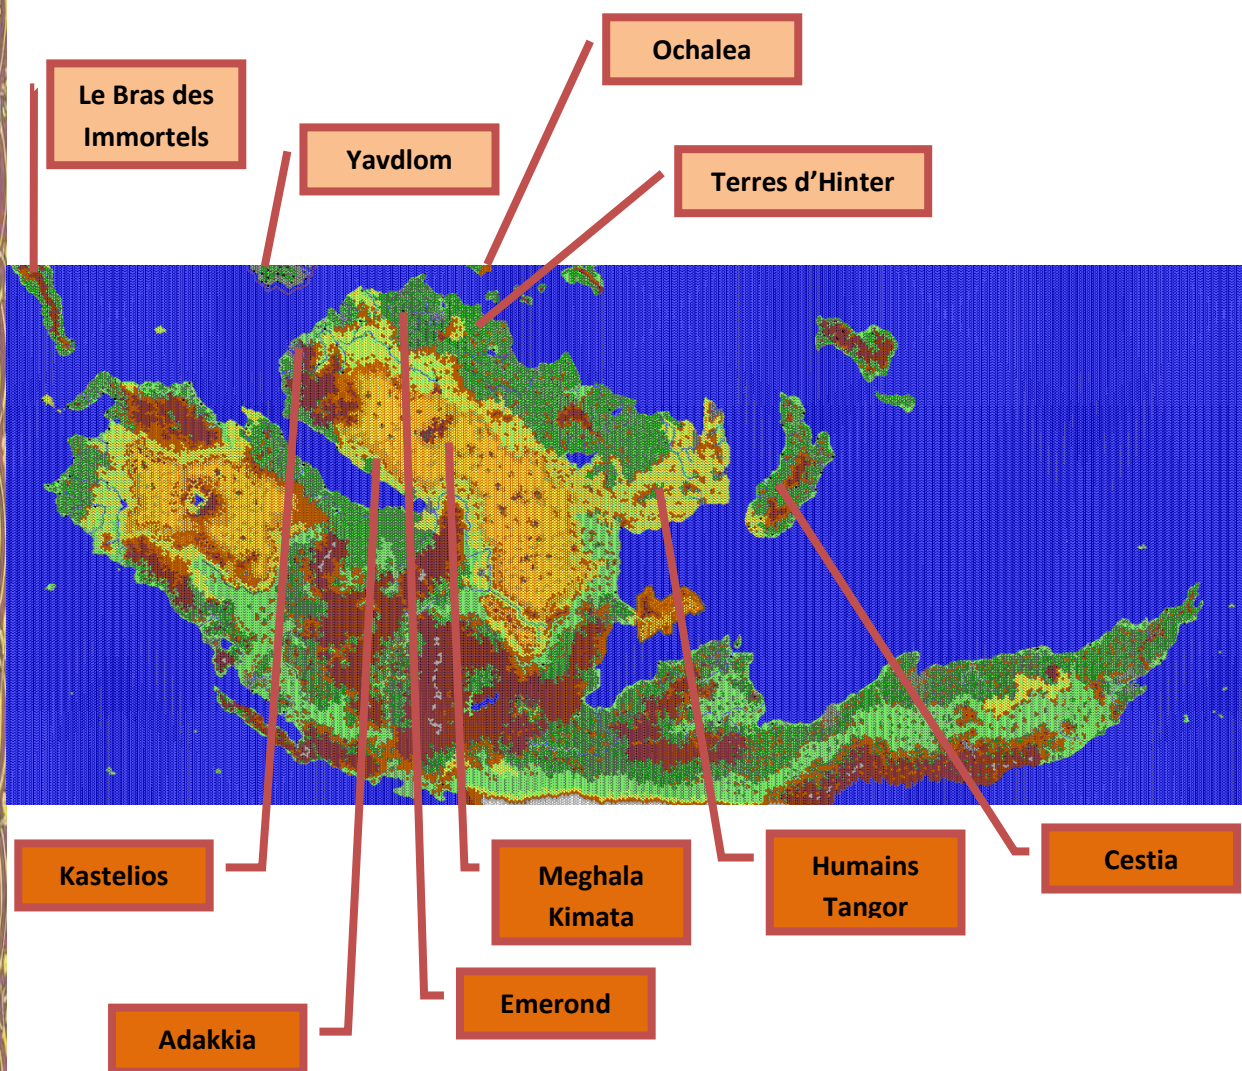 Ochalea
Le Bras des
Immortels
Yavdlom
Terres d’Hinter
Kastelios
Meghala
Kimata
Humains
Tangor
Cestia
Emerond
Adakkia